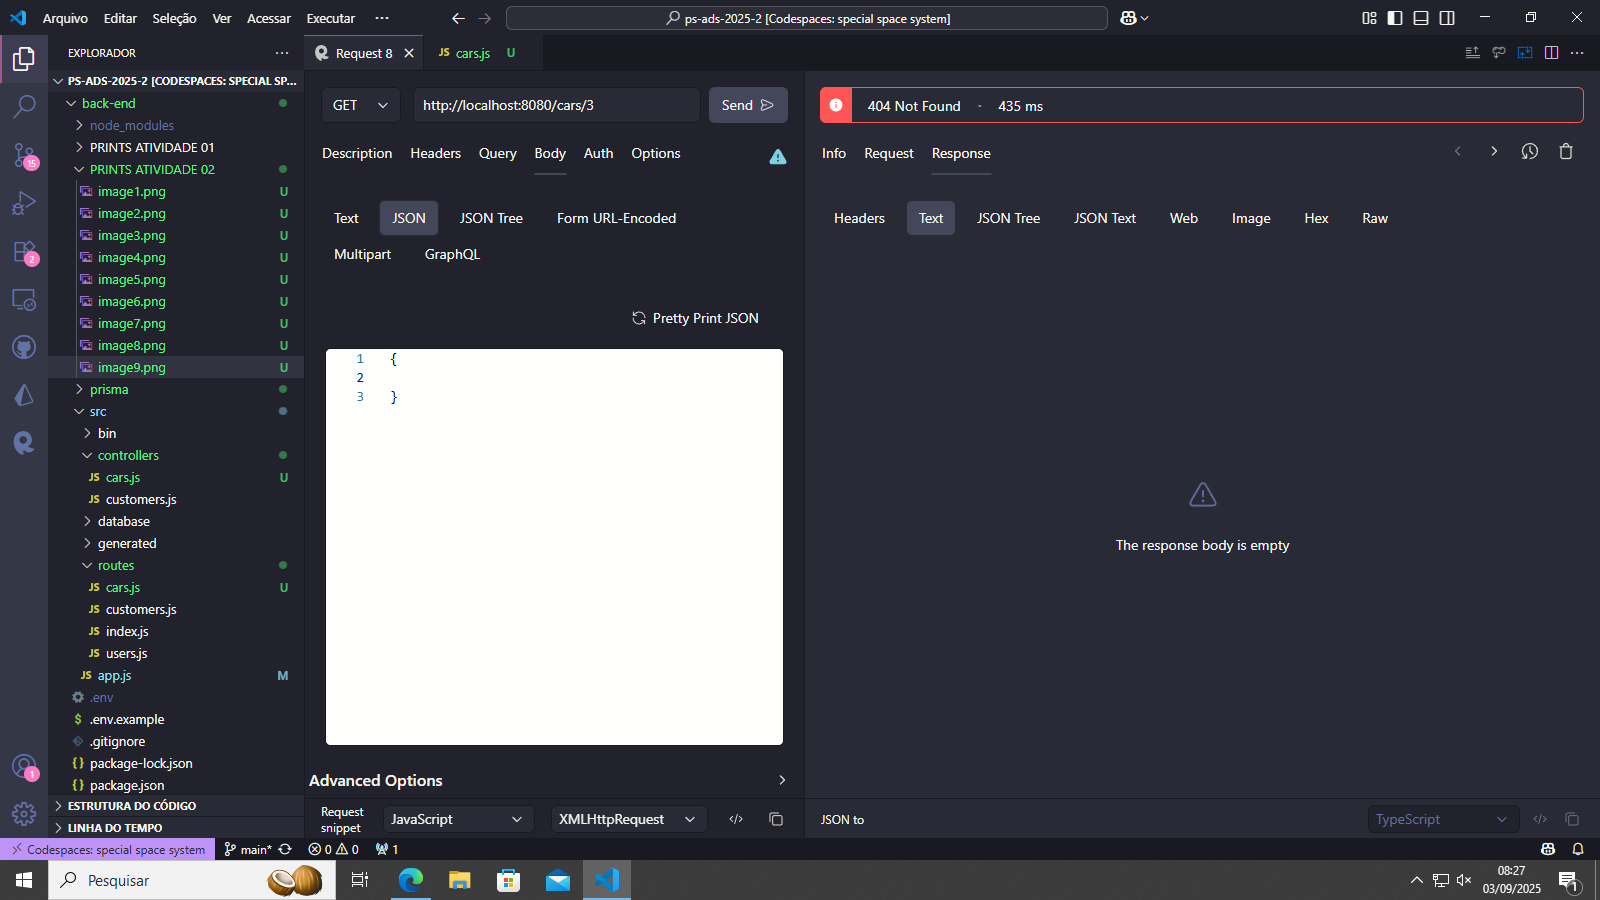 Arquivo Editar Seleção Ver Acessar Executar ···
ps-ads-2025-2 [Codespaces: special space system]
EXPLORADOR ···
PS-ADS-2025-2 [CODESPACES: SPECIAL SP...
back-end
node_modules
PRINTS ATIVIDADE 01
PRINTS ATIVIDADE 02
image1.png U
image2.png U
image3.png U
image4.png U
image5.png U
image6.png U
image7.png U
image8.png U
image9.png U
prisma
src
bin
controllers
JS cars.js U
JS customers.js
database
generated
routes
JS cars.js U
JS customers.js
JS index.js
JS users.js
JS app.js M
.env
$ .env.example
.gitignore
{} package-lock.json
{} package.json
ESTRUTURA DO CÓDIGO
LINHA DO TEMPO
15
2
1
Request 8
JS cars.js U
GET http://localhost:8080/cars/3 Send
Description Headers Query Body Auth Options
Text JSON JSON Tree Form URL-Encoded
Multipart GraphQL
Pretty Print JSON
1 {
2
3 }
Advanced Options
Request snippet
JavaScript
XMLHttpRequest
404 Not Found - 435 ms
Info Request Response
Headers Text JSON Tree JSON Text Web Image Hex Raw
The response body is empty
JSON to
TypeScript
Codespaces: special space system main* 0 0 1
Pesquisar
08:27
03/09/2025
1